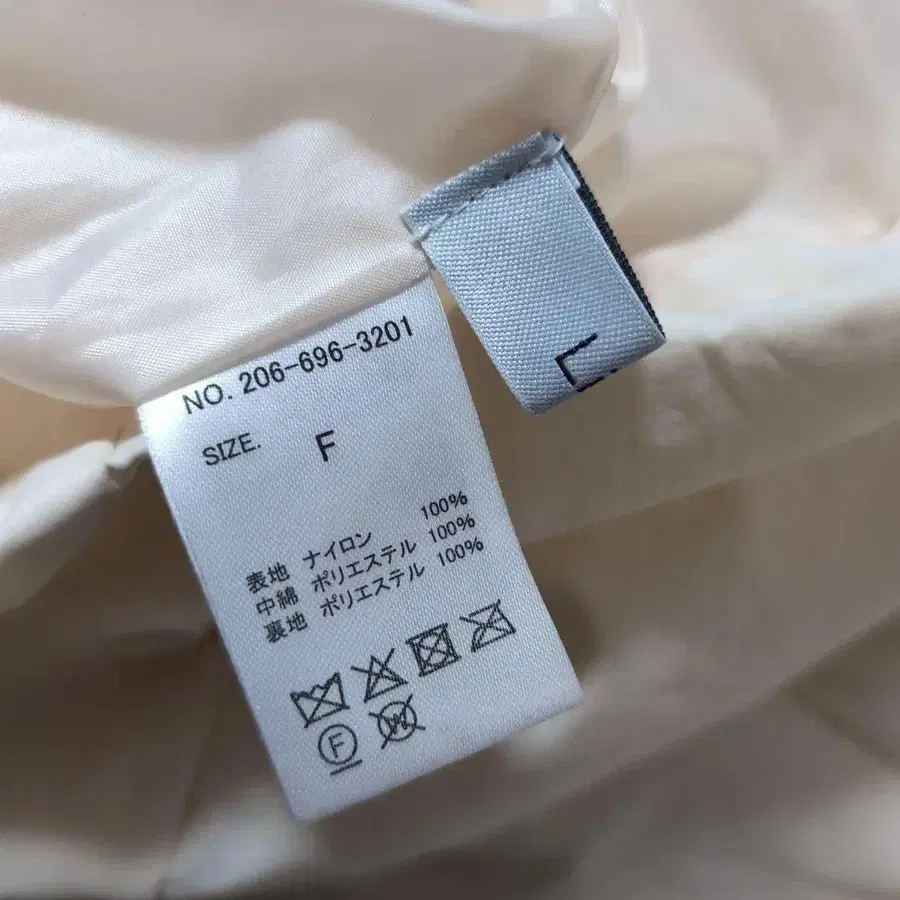 L
NO. 206-696-3201
SIZE. F
表地 ナイロン 100%
中綿 ポリエステル 100%
裏地 ポリエステル 100%
F
W